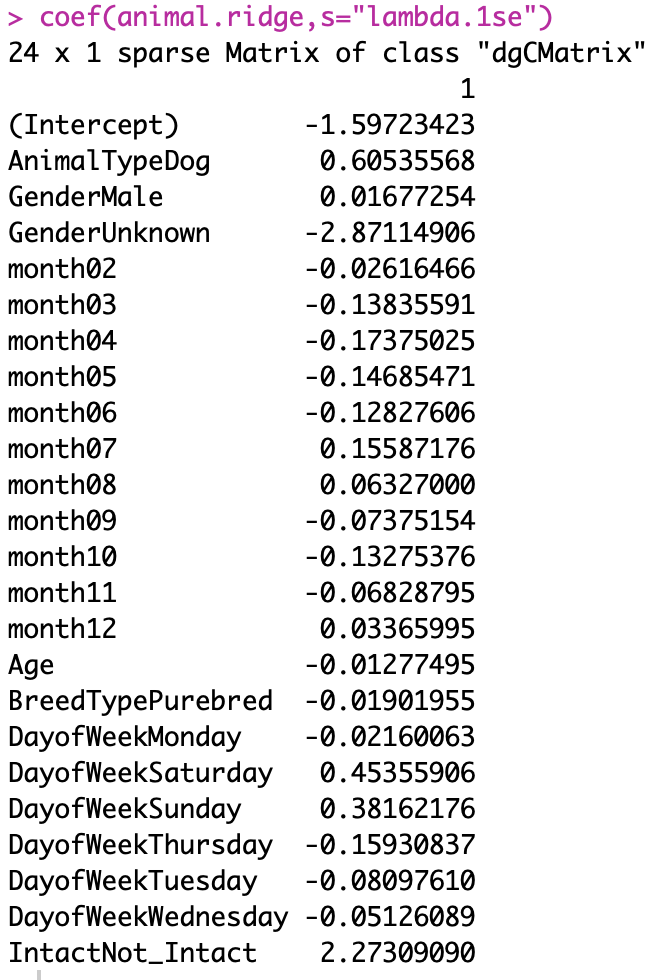 > coef(animal.ridge,s="lambda.1se")
24 x 1 sparse Matrix of class "dgCMatrix"
1
(Intercept) -1.59723423
AnimalTypeDog 0.60535568
GenderMale 0.01677254
GenderUnknown -2.87114906
month02 -0.02616466
month03 -0.13835591
month04 -0.17375025
month05 -0.14685471
month06 -0.12827606
month07 0.15587176
month08 0.06327000
month09 -0.07375154
month10 -0.13275376
month11 -0.06828795
month12 0.03365995
Age -0.01277495
BreedTypePurebred -0.01901955
DayofWeekMonday -0.02160063
DayofWeekSaturday 0.45355906
DayofWeekSunday 0.38162176
DayofWeekThursday -0.15930837
DayofWeekTuesday -0.08097610
DayofWeekWednesday -0.05126089
IntactNot_Intact 2.27309090